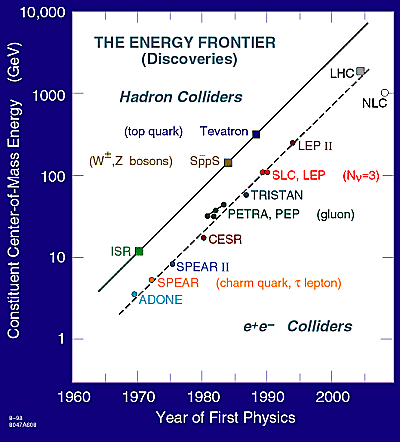 10,000
1000
100
10
1
Constituent Center-of-Mass Energy (GeV)
THE ENERGY FRONTIER
(Discoveries)
Hadron Colliders
LHC
NLC
(top quark) Tevatron
LEP II
(W±,Z bosons) Sp̅pS
SLC, LEP (Nν=3)
TRISTAN
PETRA, PEP (gluon)
CESR
ISR
SPEAR II
SPEAR (charm quark, τ lepton)
ADONE
e+e− Colliders
1960 1970 1980 1990 2000
Year of First Physics